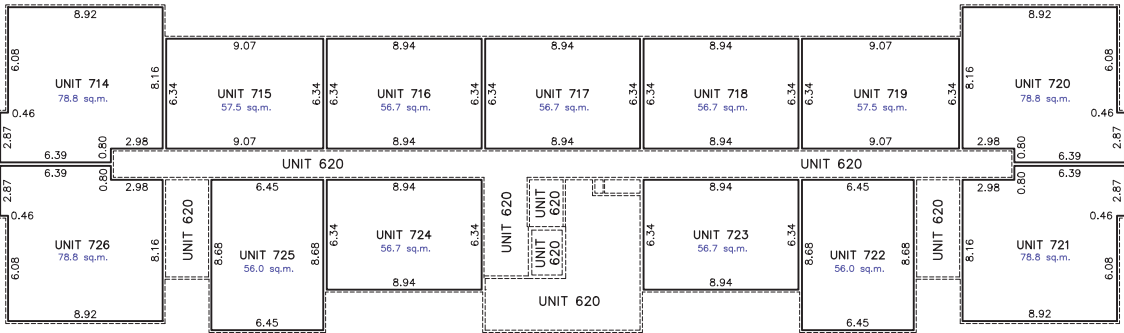 8.92
6.08
UNIT 714
78.8 sq.m.
8.16
0.46
2.87
6.39
0.80
2.98
9.07
6.34
UNIT 715
57.5 sq.m.
6.34
9.07
8.94
6.34
UNIT 716
56.7 sq.m.
6.34
8.94
8.94
6.34
UNIT 717
56.7 sq.m.
6.34
8.94
8.94
6.34
UNIT 718
56.7 sq.m.
6.34
8.94
9.07
6.34
UNIT 719
57.5 sq.m.
6.34
9.07
8.92
8.16
UNIT 720
78.8 sq.m.
6.08
0.46
2.87
2.98
0.80
6.39
UNIT 620
UNIT 620
6.39
2.87
0.80
2.98
0.46
UNIT 726
78.8 sq.m.
6.08
8.16
8.92
UNIT 620
6.45
8.68
UNIT 725
56.0 sq.m.
8.68
6.45
8.94
UNIT 724
56.7 sq.m.
6.34
6.34
8.94
UNIT 620
UNIT 620
UNIT 620
UNIT 620
8.94
6.34
UNIT 723
56.7 sq.m.
6.34
8.94
6.45
8.68
UNIT 722
56.0 sq.m.
8.68
6.45
UNIT 620
6.39
0.80
2.98
2.87
0.46
8.16
UNIT 721
78.8 sq.m.
6.08
8.92